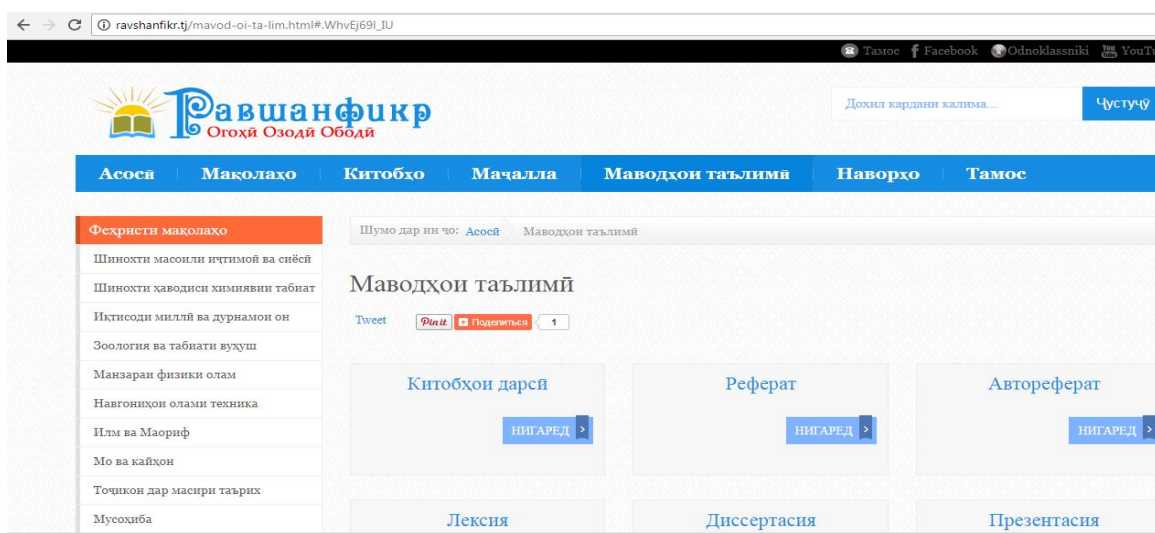 ravshanfikr.tj/mavod-oi-ta-lim.html#.WhvEj69l_IU
Тамос Facebook Odnoklassniki YouTu
Равшанфикр
Огоҳӣ Озодӣ Ободӣ
Дохил кардани калима... Ҷустуҷӯ
Асосӣ Мақолаҳо Китобҳо Маҷалла Маводҳои таълимӣ Наворҳо Тамос
Феҳристи мақолаҳо
Шинохти масоили иҷтимоӣ ва сиёсӣ
Шинохти ҳаводиси химиявии табиат
Иқтисоди миллӣ ва дурнамои он
Зоология ва табиати вуҳуш
Манзараи физики олам
Навгониҳои олами техника
Илм ва Маориф
Мо ва кайҳон
Тоҷикон дар масири таърих
Мусоҳиба
Шумо дар ин ҷо: Асосӣ Маводҳои таълимӣ
Маводҳои таълимӣ
Tweet Pin it Поделиться 1
Китобҳои дарсӣ Реферат Автореферат
НИГАРЕД НИГАРЕД НИГАРЕД
Лексия Диссертасия Презентасия